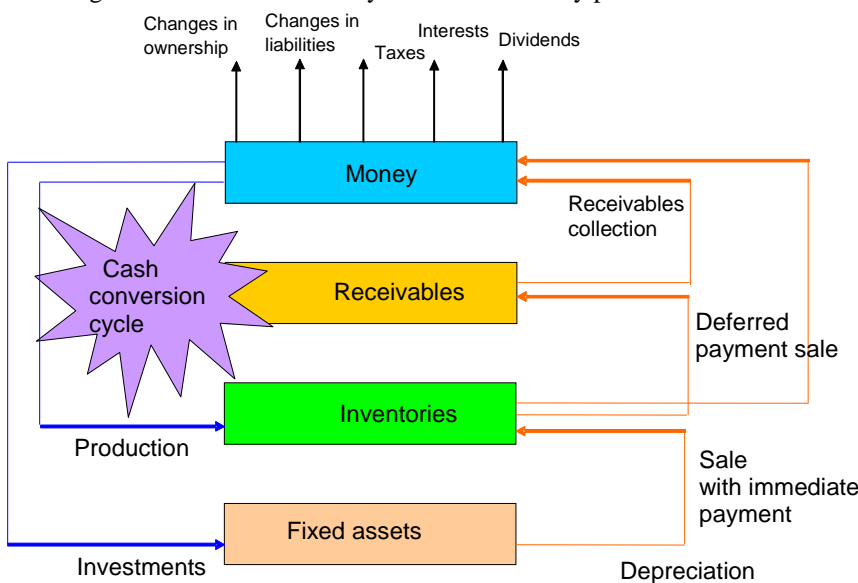 Changes in
ownership
Changes in
liabilities
Taxes
Interests
Dividends
Money
Receivables
collection
Cash
conversion
cycle
Receivables
Deferred
payment sale
Inventories
Production
Sale
with immediate
payment
Fixed assets
Investments
Depreciation